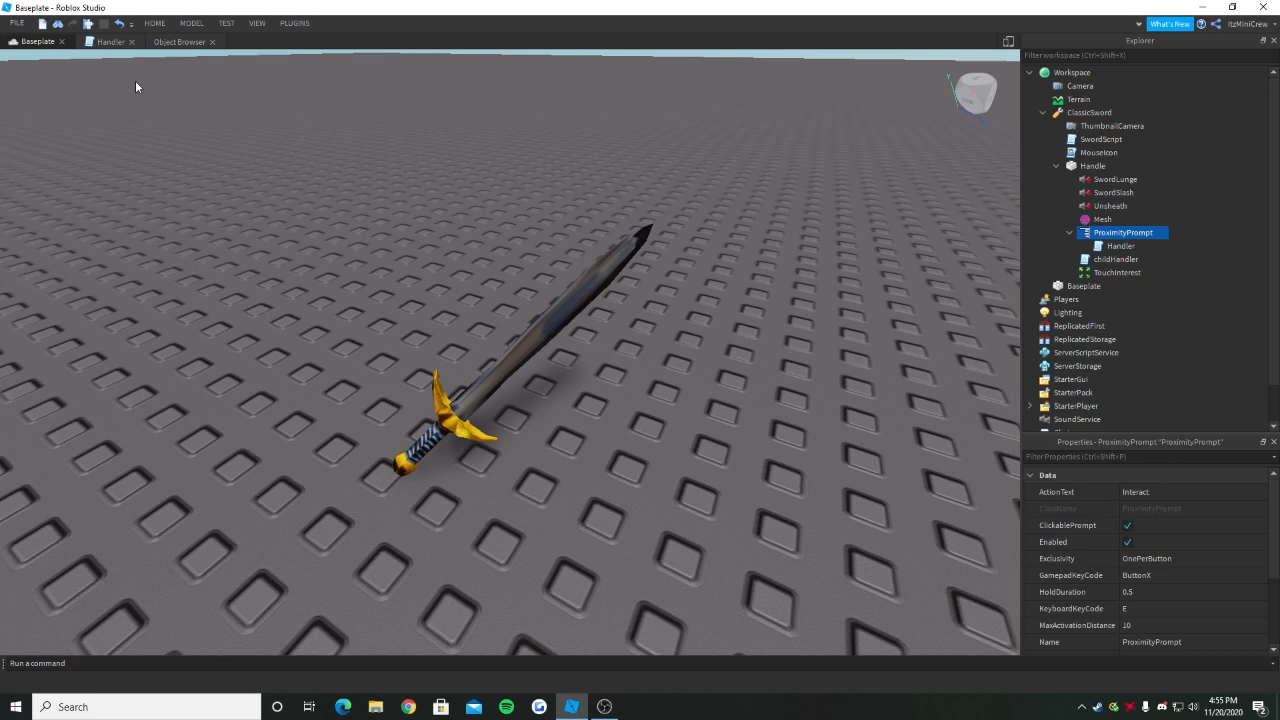 Baseplate - Roblox Studio
FILE HOME MODEL TEST VIEW PLUGINS What's New ItzMiniCrew
Baseplate Handler Object Browser
Explorer
Filter workspace (Ctrl+Shift+X)
Workspace
Camera
Terrain
ClassicSword
ThumbnailCamera
SwordScript
MouseIcon
Handle
SwordLunge
SwordSlash
Unsheath
Mesh
ProximityPrompt
Handler
childHandler
TouchInterest
Baseplate
Players
Lighting
ReplicatedFirst
ReplicatedStorage
ServerScriptService
ServerStorage
StarterGui
StarterPack
StarterPlayer
SoundService
Properties - ProximityPrompt "ProximityPrompt"
Filter Properties (Ctrl+Shift+P)
Data
ActionText Interact
ClassName ProximityPrompt
ClickablePrompt
Enabled
Exclusivity OnePerButton
GamepadKeyCode ButtonX
HoldDuration 0.5
KeyboardKeyCode E
MaxActivationDistance 10
Name ProximityPrompt
Run a command
Search
4:55 PM
11/20/2020
2